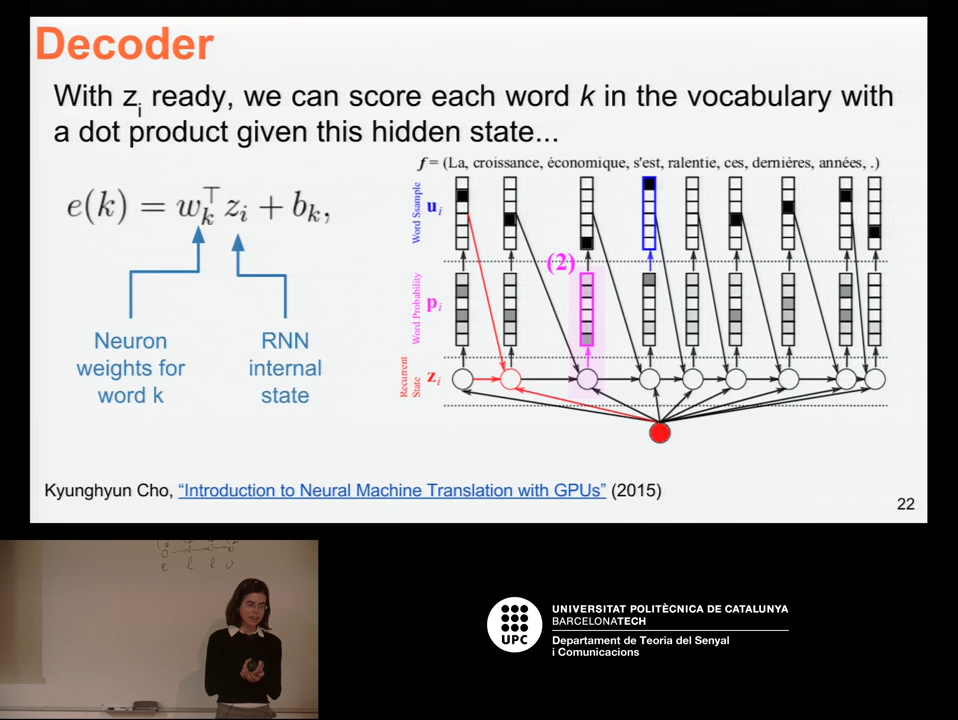 Decoder
With z_i ready, we can score each word k in the vocabulary with
a dot product given this hidden state...
e(k) = w_k^⊤ z_i + b_k,
Neuron
weights for
word k
RNN
internal
state
f = (La, croissance, économique, s'est, ralentie, ces, dernières, années, .)
Word Ssample
u_i
(2)
Word Probability
p_i
Recurrent
State
z_i
Kyunghyun Cho, “Introduction to Neural Machine Translation with GPUs” (2015)
22
e l l o
UPC
UNIVERSITAT POLITÈCNICA DE CATALUNYA
BARCELONATECH
Departament de Teoria del Senyal
i Comunicacions